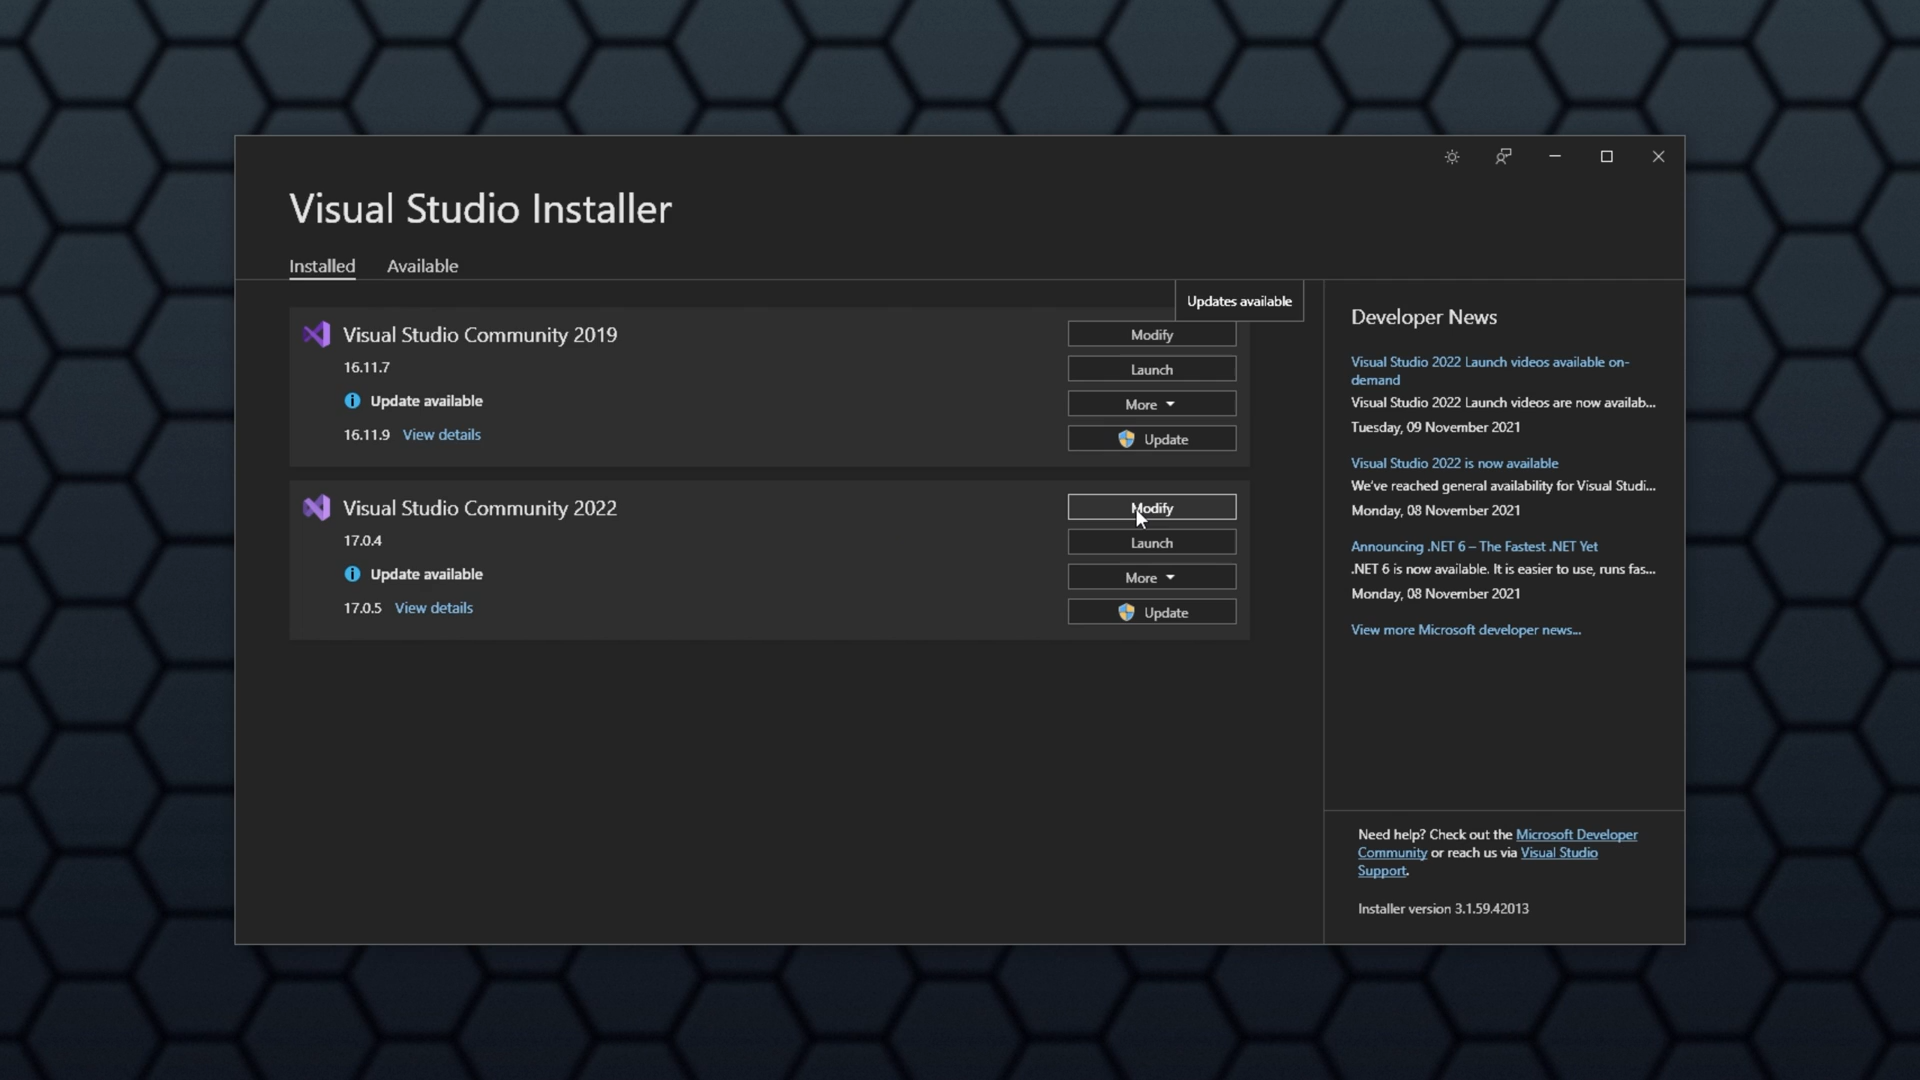 Visual Studio Installer
Installed
Available
Updates available
Visual Studio Community 2019
16.11.7
Update available
16.11.9 View details
Modify
Launch
More
Update
Visual Studio Community 2022
17.0.4
Update available
17.0.5 View details
Modify
Launch
More
Update
Developer News
Visual Studio 2022 Launch videos available on-
demand
Visual Studio 2022 Launch videos are now availab...
Tuesday, 09 November 2021
Visual Studio 2022 is now available
We've reached general availability for Visual Studi...
Monday, 08 November 2021
Announcing .NET 6 – The Fastest .NET Yet
.NET 6 is now available. It is easier to use, runs fas...
Monday, 08 November 2021
View more Microsoft developer news...
Need help? Check out the Microsoft Developer
Community or reach us via Visual Studio
Support.
Installer version 3.1.59.42013